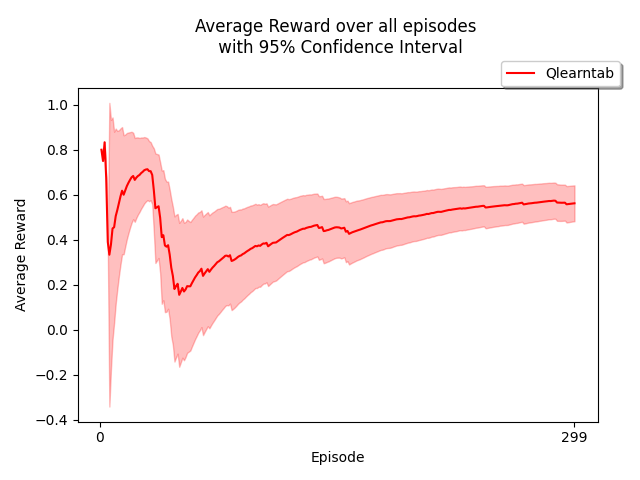 Average Reward over all episodes
with 95% Confidence Interval
Qlearntab
1.0
0.8
0.6
0.4
0.2
0.0
−0.2
−0.4
Average Reward
0
299
Episode